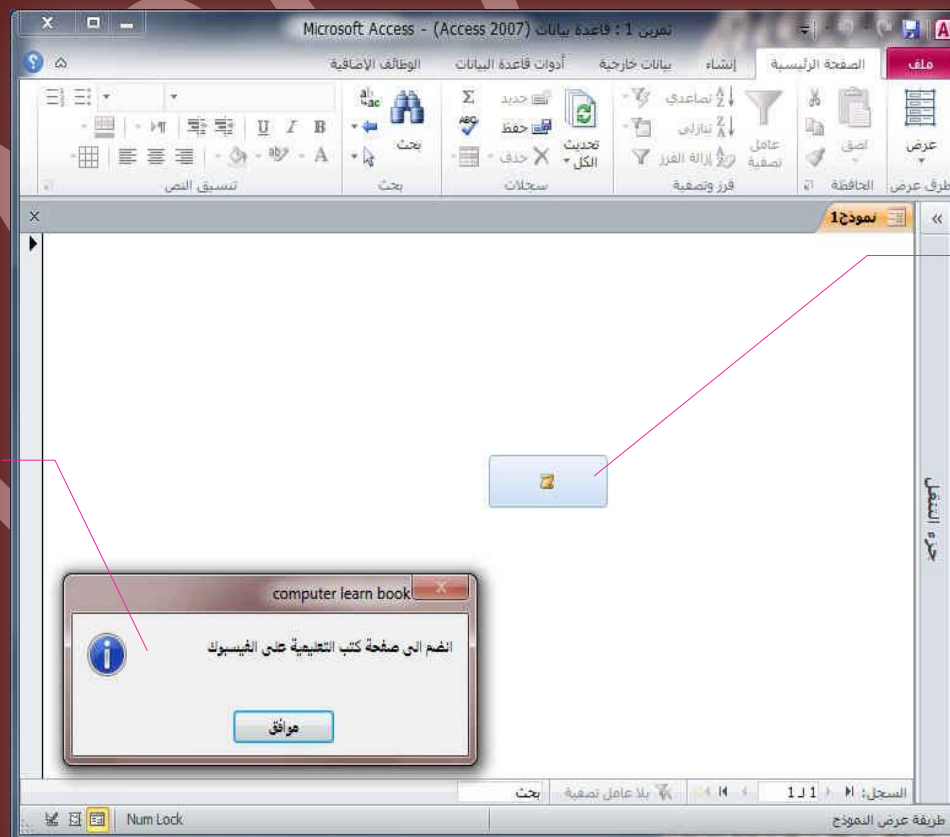 تمرين 1 : قاعدة بيانات (Access 2007) - Microsoft Access
ملف الصفحة الرئيسية إنشاء بيانات خارجية أدوات قاعدة البيانات الوظائف الإضافية
عرض
لصق
عامل تصفية
تصاعدي
تنازلي
إزالة الفرز
تحديث الكل
جديد
حفظ
حذف
بحث
طرق عرض الحافظة فرز وتصفية سجلات بحث تنسيق النص
نموذج1
جزء التنقل
computer learn book
انضم الى صفحة كتب التعليمية على الفيسبوك
موافق
السجل: 1 لـ 1 بلا عامل تصفية بحث
طريقة عرض النموذج Num Lock